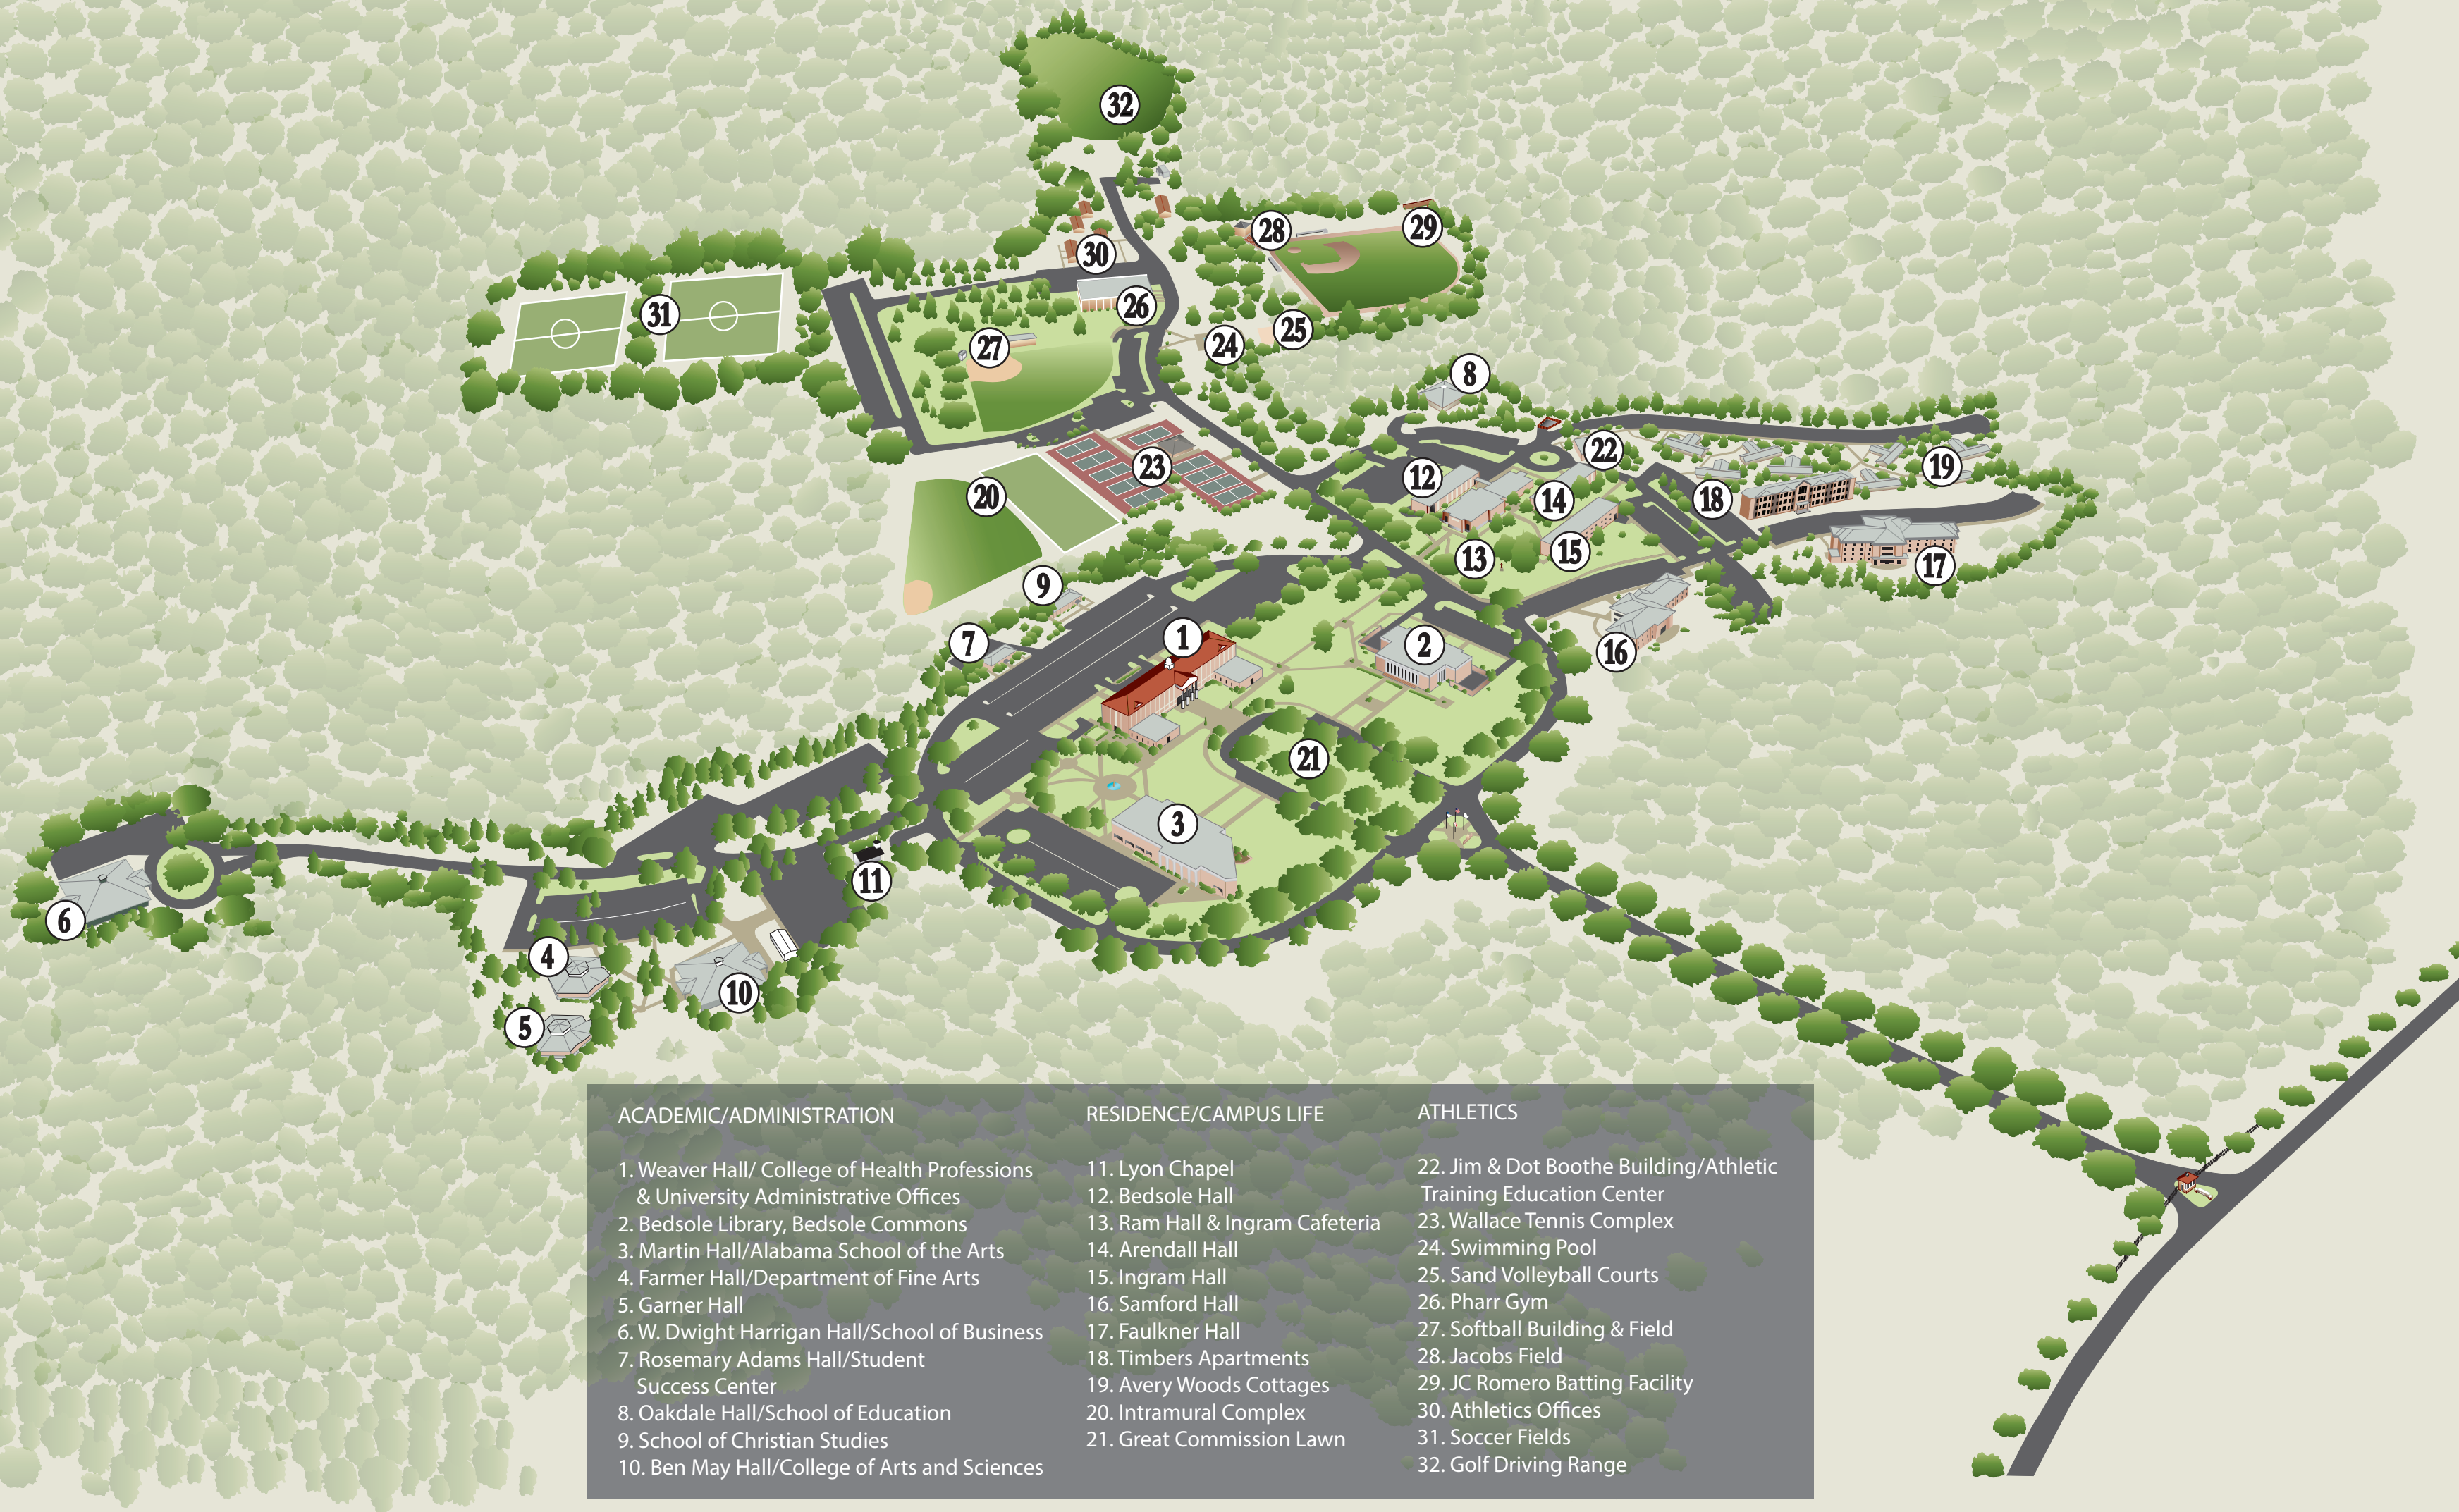 32
28
29
30
26
31
25
24
27
8
22
23
19
12
14
18
20
15
13
17
9
1
7
2
16
21
3
11
6
4
10
5
ACADEMIC/ADMINISTRATION
1. Weaver Hall/ College of Health Professions
& University Administrative Offices
2. Bedsole Library, Bedsole Commons
3. Martin Hall/Alabama School of the Arts
4. Farmer Hall/Department of Fine Arts
5. Garner Hall
6. W. Dwight Harrigan Hall/School of Business
7. Rosemary Adams Hall/Student
Success Center
8. Oakdale Hall/School of Education
9. School of Christian Studies
10. Ben May Hall/College of Arts and Sciences
RESIDENCE/CAMPUS LIFE
11. Lyon Chapel
12. Bedsole Hall
13. Ram Hall & Ingram Cafeteria
14. Arendall Hall
15. Ingram Hall
16. Samford Hall
17. Faulkner Hall
18. Timbers Apartments
19. Avery Woods Cottages
20. Intramural Complex
21. Great Commission Lawn
ATHLETICS
22. Jim & Dot Boothe Building/Athletic
Training Education Center
23. Wallace Tennis Complex
24. Swimming Pool
25. Sand Volleyball Courts
26. Pharr Gym
27. Softball Building & Field
28. Jacobs Field
29. JC Romero Batting Facility
30. Athletics Offices
31. Soccer Fields
32. Golf Driving Range